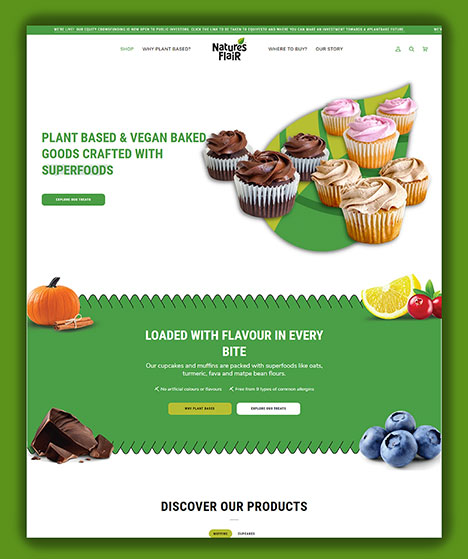 WE'RE LIVE! OUR EQUITY CROWDFUNDING IS NOW OPEN TO PUBLIC INVESTORS. CLICK THE LINK TO BE TAKEN TO EQUIVESTO AND WHERE YOU CAN MAKE AN INVESTMENT TOWARDS A #PLANTBASED FUTURE.
SHOP WHY PLANT BASED? Nature's Flair WHERE TO BUY? OUR STORY
PLANT BASED & VEGAN BAKED
GOODS CRAFTED WITH
SUPERFOODS
EXPLORE OUR TREATS
LOADED WITH FLAVOUR IN EVERY
BITE
Our cupcakes and muffins are packed with superfoods like oats,
turmeric, fava and matpe bean flours.
No artificial colours or flavours Free from 9 types of common allergins
WHY PLANT BASED EXPLORE OUR TREATS
DISCOVER OUR PRODUCTS
MUFFINS CUPCAKES